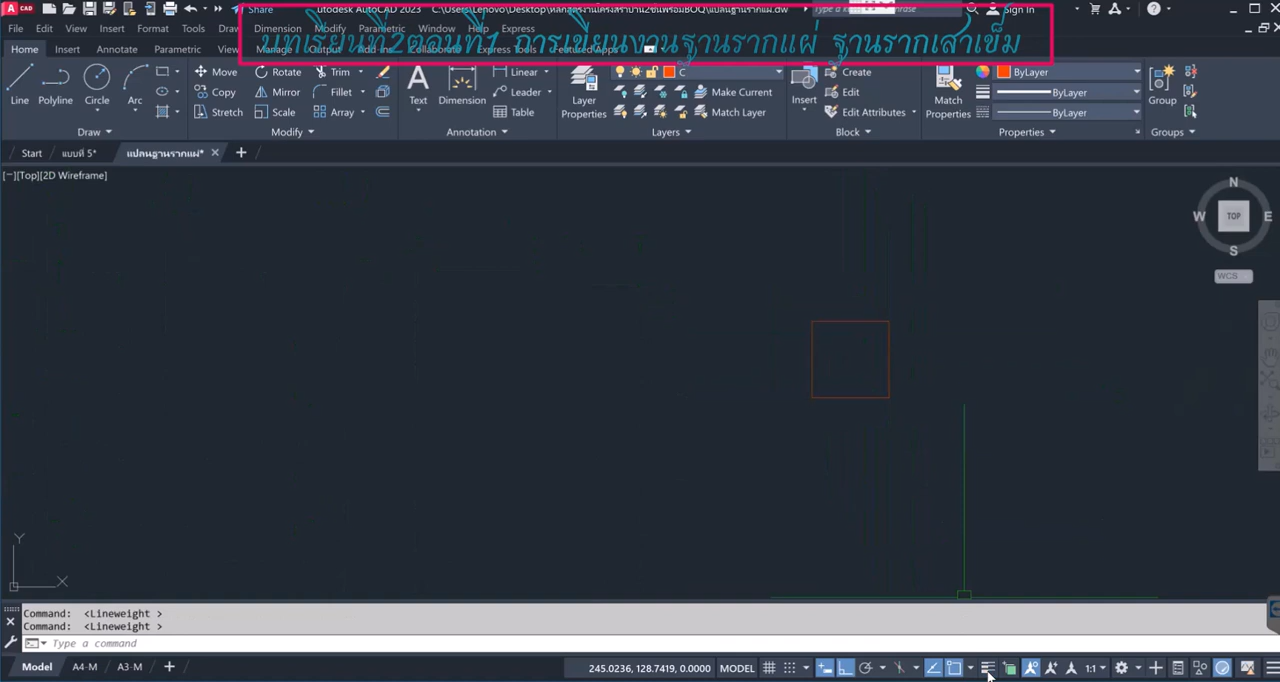 CAD
Share
utodesk AutoCAD 2023
Sign In
File Edit View Insert Format Tools Draw Dimension Modify Parametric Window Help Express
บทเรียนที่2ตอนที่1 การเขียนงานฐานรากแผ่ ฐานรากเสาเข็ม
Home Insert Annotate Parametric View Manage Output Add-ins Collaborate Express Tools Featured Apps
Line Polyline Circle Arc
Move Rotate Trim
Copy Mirror Fillet
Stretch Scale Array
Text Dimension
Linear
Leader
Table
Layer Properties
C
Make Current
Match Layer
Insert
Create
Edit
Edit Attributes
Match Properties
ByLayer
ByLayer
ByLayer
Group
Draw Modify Annotation Layers Block Properties Groups
Start แบบที่ 5* แปลนฐานรากแผ่*
[−][Top][2D Wireframe]
N
W TOP E
S
WCS
Y
X
Command: <Lineweight >
Command: <Lineweight >
Type a command
Model A4-M A3-M
245.0236, 128.7419, 0.0000 MODEL 1:1